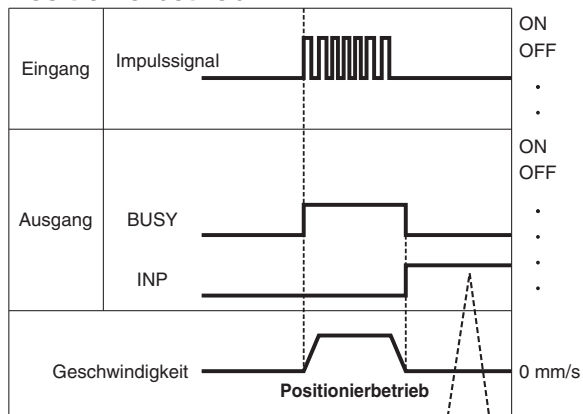 Eingang
Impulssignal
ON
OFF
Ausgang
BUSY
INP
ON
OFF
Geschwindigkeit
Positionierbetrieb
0 mm/s